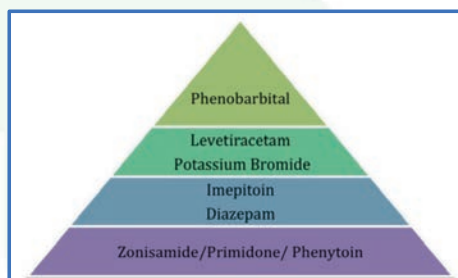 Phenobarbital
Levetiracetam
Potassium Bromide
Imepitoin
Diazepam
Zonisamide/Primidone/ Phenytoin